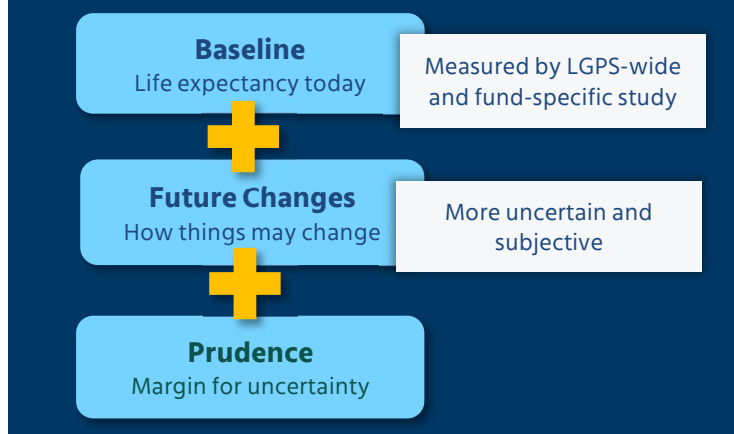 Baseline
Life expectancy today
Measured by LGPS-wide
and fund-specific study
Future Changes
How things may change
More uncertain and
subjective
Prudence
Margin for uncertainty